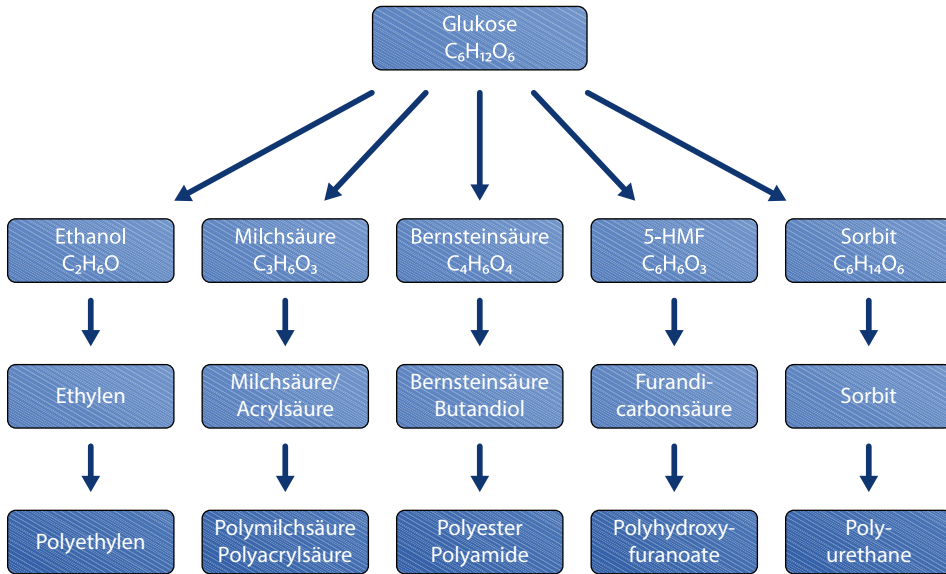 Glukose
C₆H₁₂O₆
Ethanol
C₂H₆O
Milchsäure
C₃H₆O₃
Bernsteinsäure
C₄H₆O₄
5-HMF
C₆H₆O₃
Sorbit
C₆H₁₄O₆
Ethylen
Milchsäure/
Acrylsäure
Bernsteinsäure
Butandiol
Furandi-
carbonsäure
Sorbit
Polyethylen
Polymilchsäure
Polyacrylsäure
Polyester
Polyamide
Polyhydroxy-
furanoate
Poly-
urethane